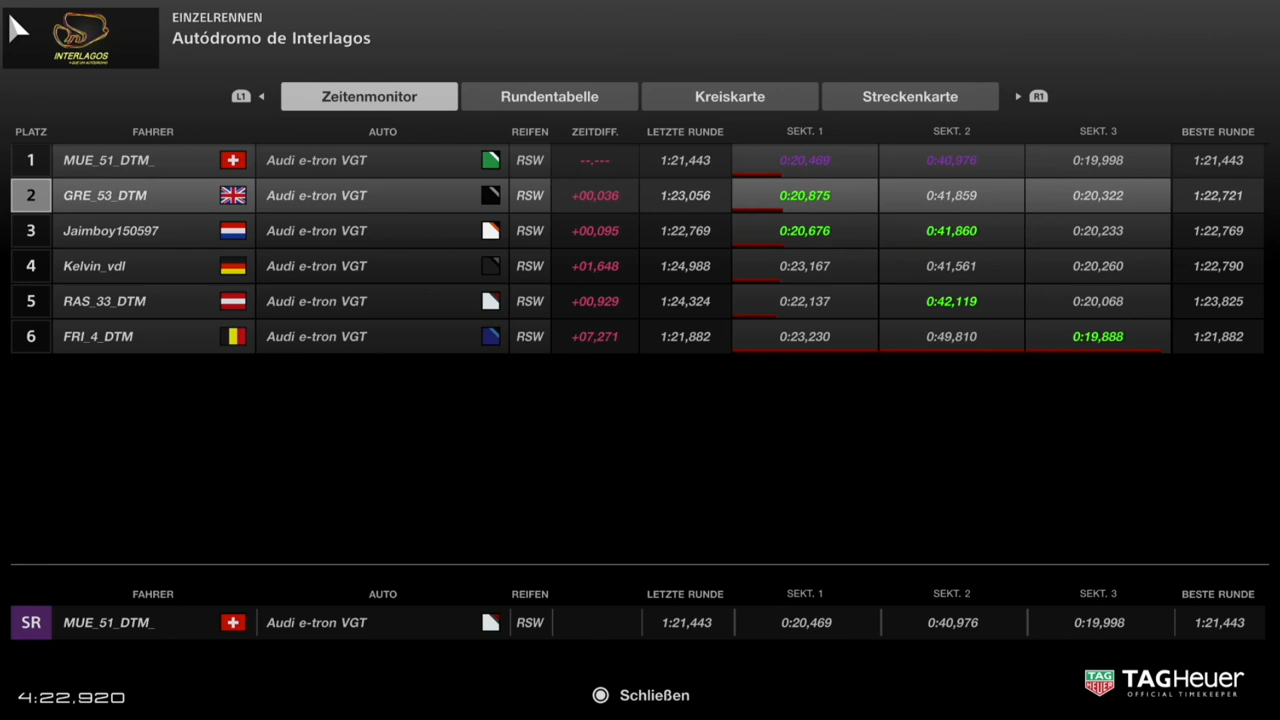 EINZELRENNEN
Autódromo de Interlagos
INTERLAGOS
L1 Zeitenmonitor Rundentabelle Kreiskarte Streckenkarte R1
PLATZ FAHRER AUTO REIFEN ZEITDIFF. LETZTE RUNDE SEKT. 1 SEKT. 2 SEKT. 3 BESTE RUNDE
1 MUE_51_DTM_ Audi e-tron VGT RSW --.--- 1:21,443 0:20,469 0:40,976 0:19,998 1:21,443
2 GRE_53_DTM Audi e-tron VGT RSW +00,036 1:23,056 0:20,875 0:41,859 0:20,322 1:22,721
3 Jaimboy150597 Audi e-tron VGT RSW +00,095 1:22,769 0:20,676 0:41,860 0:20,233 1:22,769
4 Kelvin_vdl Audi e-tron VGT RSW +01,648 1:24,988 0:23,167 0:41,561 0:20,260 1:22,790
5 RAS_33_DTM Audi e-tron VGT RSW +00,929 1:24,324 0:22,137 0:42,119 0:20,068 1:23,825
6 FRI_4_DTM Audi e-tron VGT RSW +07,271 1:21,882 0:23,230 0:49,810 0:19,888 1:21,882
FAHRER AUTO REIFEN LETZTE RUNDE SEKT. 1 SEKT. 2 SEKT. 3 BESTE RUNDE
SR MUE_51_DTM_ Audi e-tron VGT RSW 1:21,443 0:20,469 0:40,976 0:19,998 1:21,443
4:22,920
Schließen
TAG HEUER
TAGHeuer
OFFICIAL TIMEKEEPER